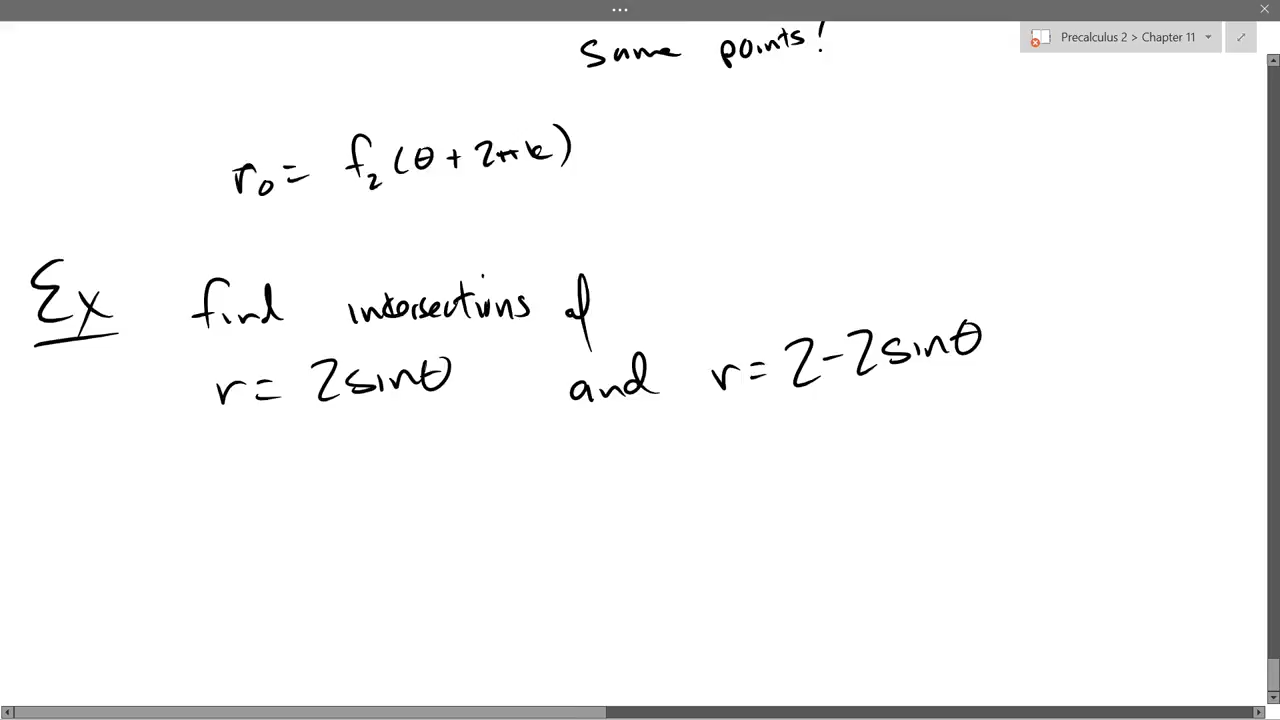 Precalculus 2 > Chapter 11
Same points!
r₀ = f₂(θ + 2πk)
Ex find intersections of
r = 2sinθ and r = 2-2sinθ